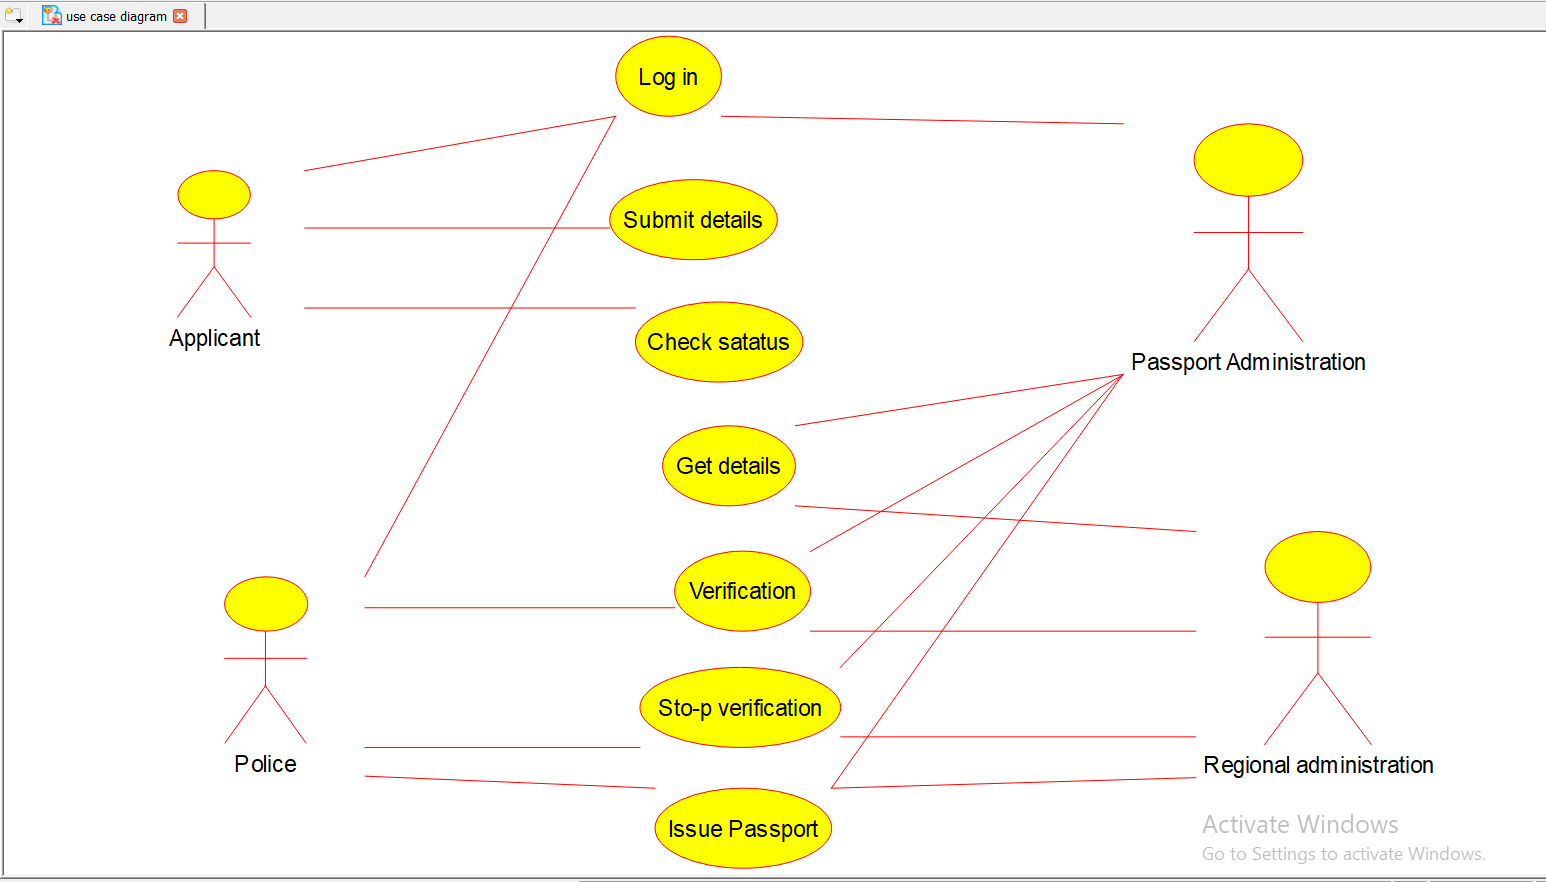 use case diagram
Log in
Submit details
Applicant
Check satatus
Passport Administration
Get details
Verification
Sto-p verification
Police
Regional administration
Issue Passport
Activate Windows
Go to Settings to activate Windows.